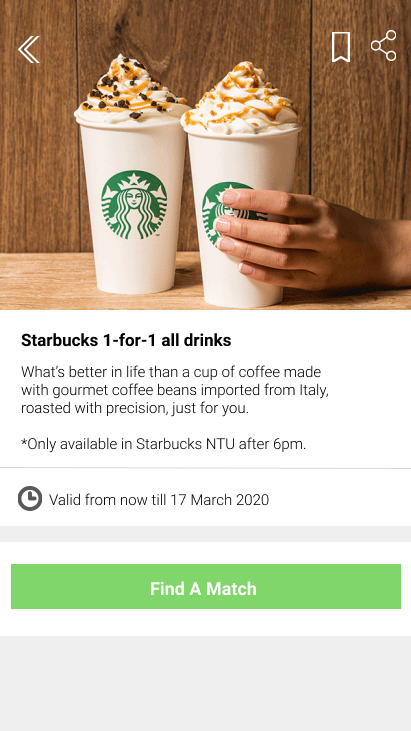 Starbucks 1-for-1 all drinks
What's better in life than a cup of coffee made
with gourmet coffee beans imported from Italy,
roasted with precision, just for you.
*Only available in Starbucks NTU after 6pm.
Valid from now till 17 March 2020
Find A Match